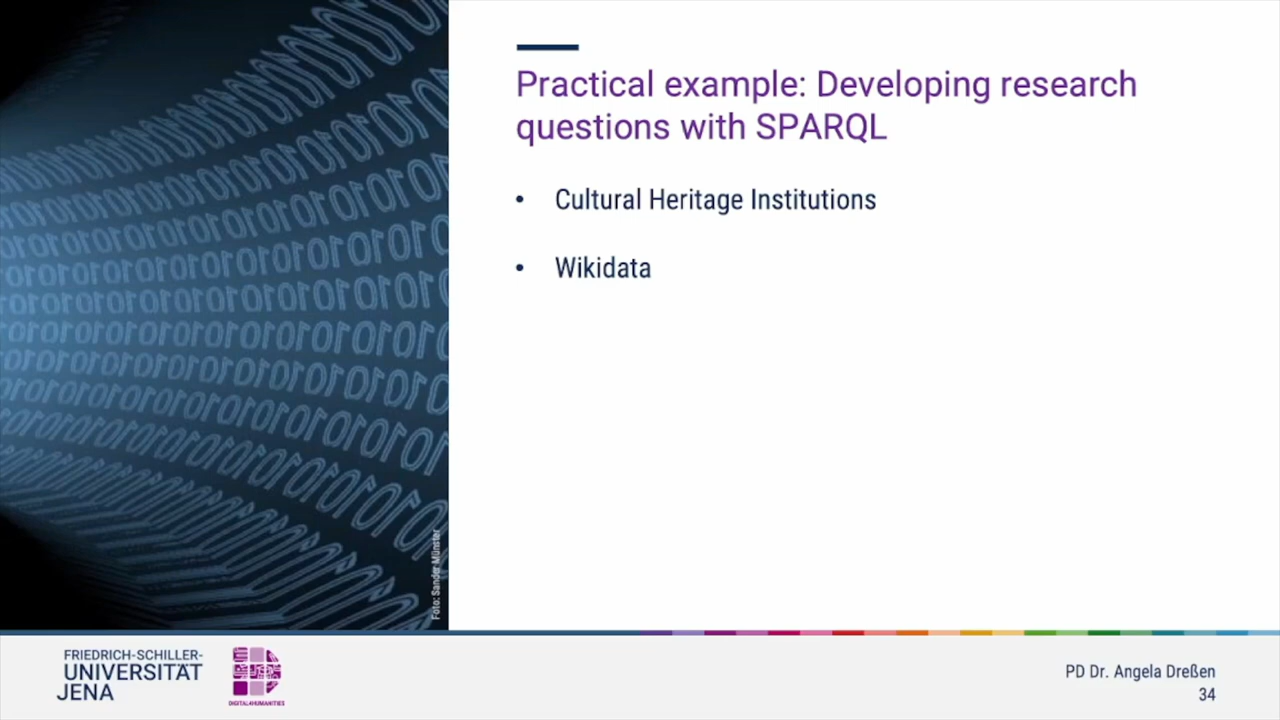 Practical example: Developing research
questions with SPARQL
• Cultural Heritage Institutions
• Wikidata
Foto: Sander Münster
FRIEDRICH-SCHILLER-
UNIVERSITÄT
JENA
DIGITAL4HUMANITIES
PD Dr. Angela Dreßen
34